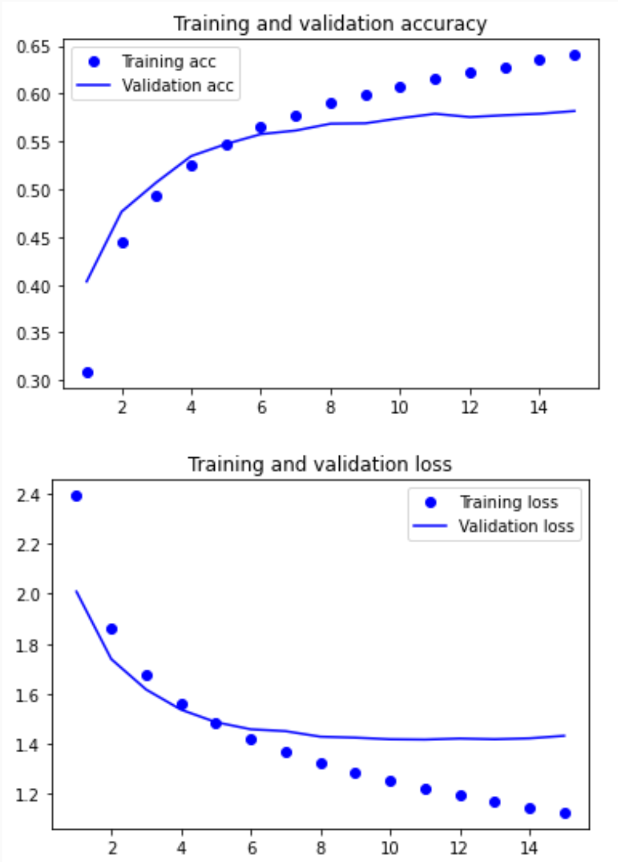 Training and validation accuracy
0.65
0.60
0.55
0.50
0.45
0.40
0.35
0.30
Training acc
Validation acc
2 4 6 8 10 12 14
Training and validation loss
2.4
2.2
2.0
1.8
1.6
1.4
1.2
Training loss
Validation loss
2 4 6 8 10 12 14